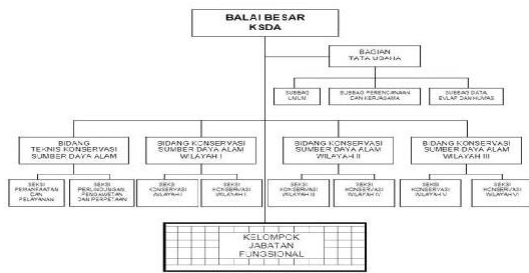 BALAI BESAR
KSDA
BAGIAN
TATA USAHA
SUBBAG
UMUM
SUBBAG PERENCANAAN
DAN KERJASAMA
SUBBAG DATA,
EVLAP DAN HUMAS
BIDANG
TEKNIS KONSERVASI
SUMBER DAYA ALAM
BIDANG KONSERVASI
SUMBER DAYA ALAM
WILAYAH I
BIDANG KONSERVASI
SUMBER DAYA ALAM
WILAYAH II
BIDANG KONSERVASI
SUMBER DAYA ALAM
WILAYAH III
SEKSI
PEMANFAATAN
DAN
PELAYANAN
SEKSI
PERLINDUNGAN
PENGAWETAN
DAN PERPETAAN
SEKSI
KONSERVASI
WILAYAH I
SEKSI
KONSERVASI
WILAYAH II
SEKSI
KONSERVASI
WILAYAH III
SEKSI
KONSERVASI
WILAYAH IV
SEKSI
KONSERVASI
WILAYAH V
SEKSI
KONSERVASI
WILAYAH VI
KELOMPOK
JABATAN
FUNGSIONAL